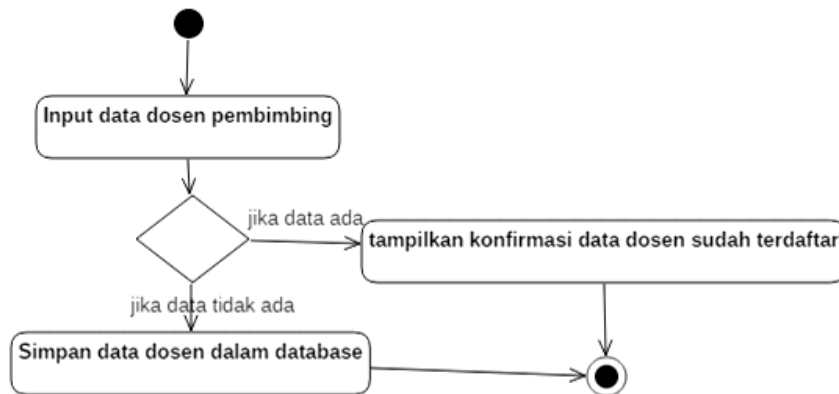 Input data dosen pembimbing
jika data ada
tampilkan konfirmasi data dosen sudah terdaftar
jika data tidak ada
Simpan data dosen dalam database